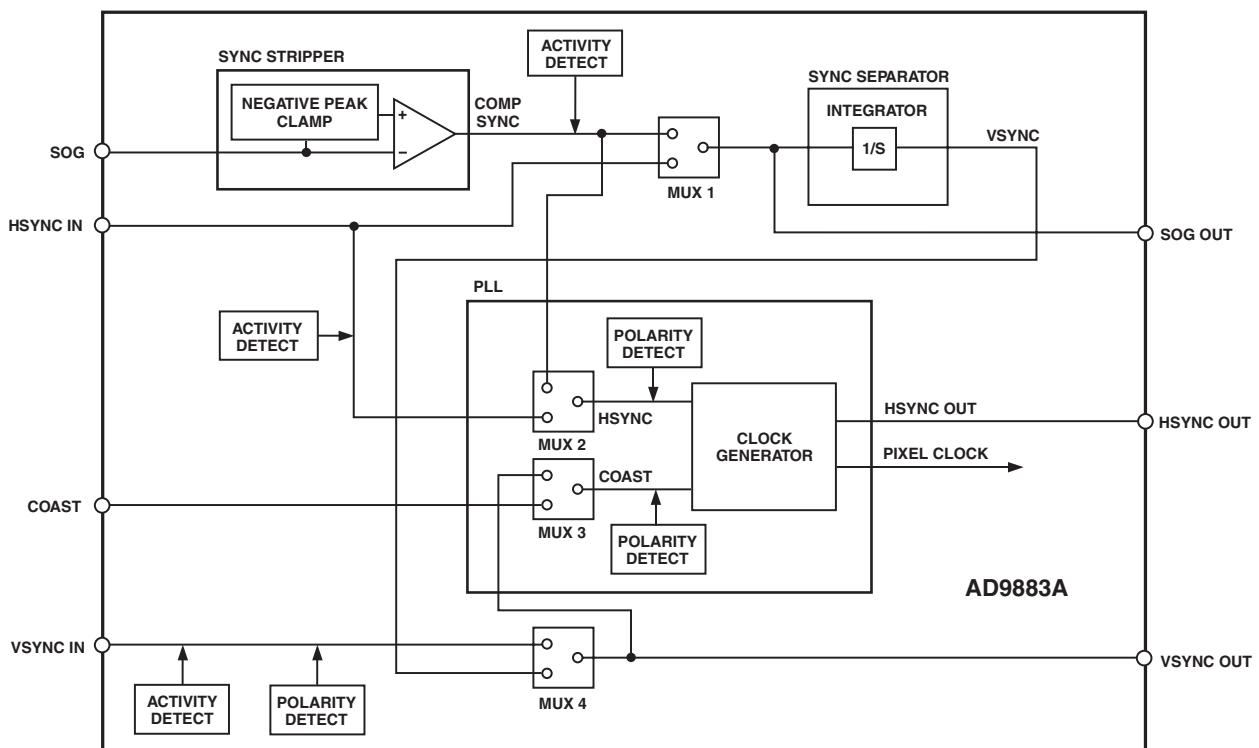 SYNC STRIPPER
NEGATIVE PEAK
CLAMP
+
−
COMP
SYNC
ACTIVITY
DETECT
SYNC SEPARATOR
INTEGRATOR
1/S
VSYNC
SOG
MUX 1
HSYNC IN
SOG OUT
PLL
ACTIVITY
DETECT
POLARITY
DETECT
HSYNC
MUX 2
CLOCK
GENERATOR
HSYNC OUT
HSYNC OUT
PIXEL CLOCK
COAST
COAST
MUX 3
POLARITY
DETECT
AD9883A
VSYNC IN
MUX 4
VSYNC OUT
ACTIVITY
DETECT
POLARITY
DETECT